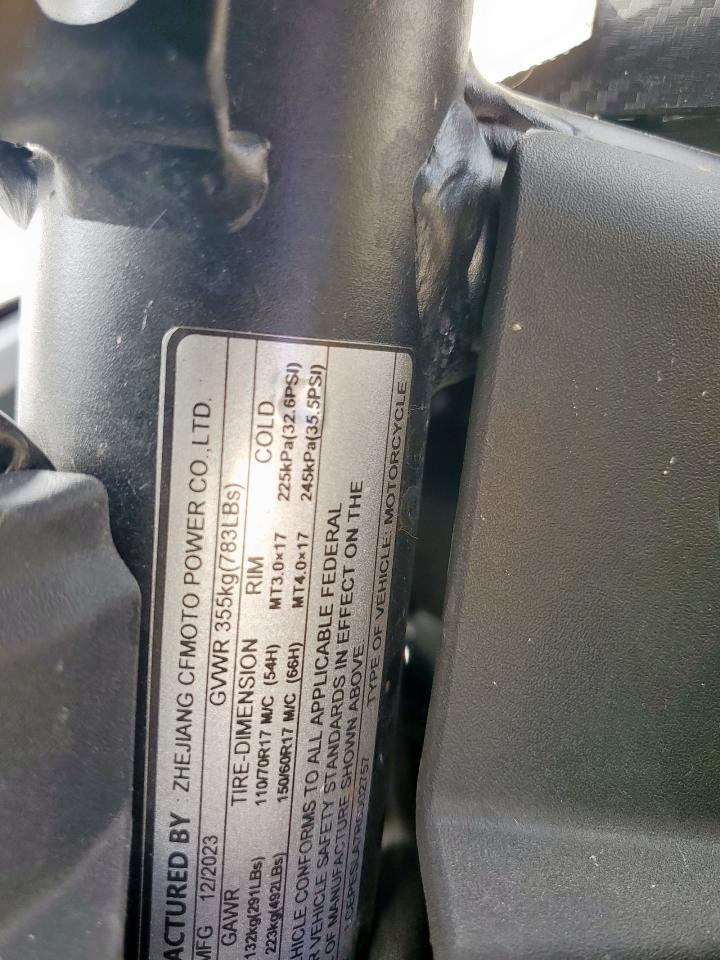 ACTURED BY : ZHEJIANG CFMOTO POWER CO.,LTD.
MFG 12/2023 GVWR 355kg(783LBs)
GAWR TIRE-DIMENSION RIM COLD
132kg(291LBs) 110/70R17 M/C (54H) MT3.0×17 225kPa(32.6PSI)
223kg(492LBs) 150/60R17 M/C (66H) MT4.0×17 245kPa(35.5PSI)
HICLE CONFORMS TO ALL APPLICABLE FEDERAL
R VEHICLE SAFETY STANDARDS IN EFFECT ON THE
OF MANUFACTURE SHOWN ABOVE
TYPE OF VEHICLE: MOTORCYCLE